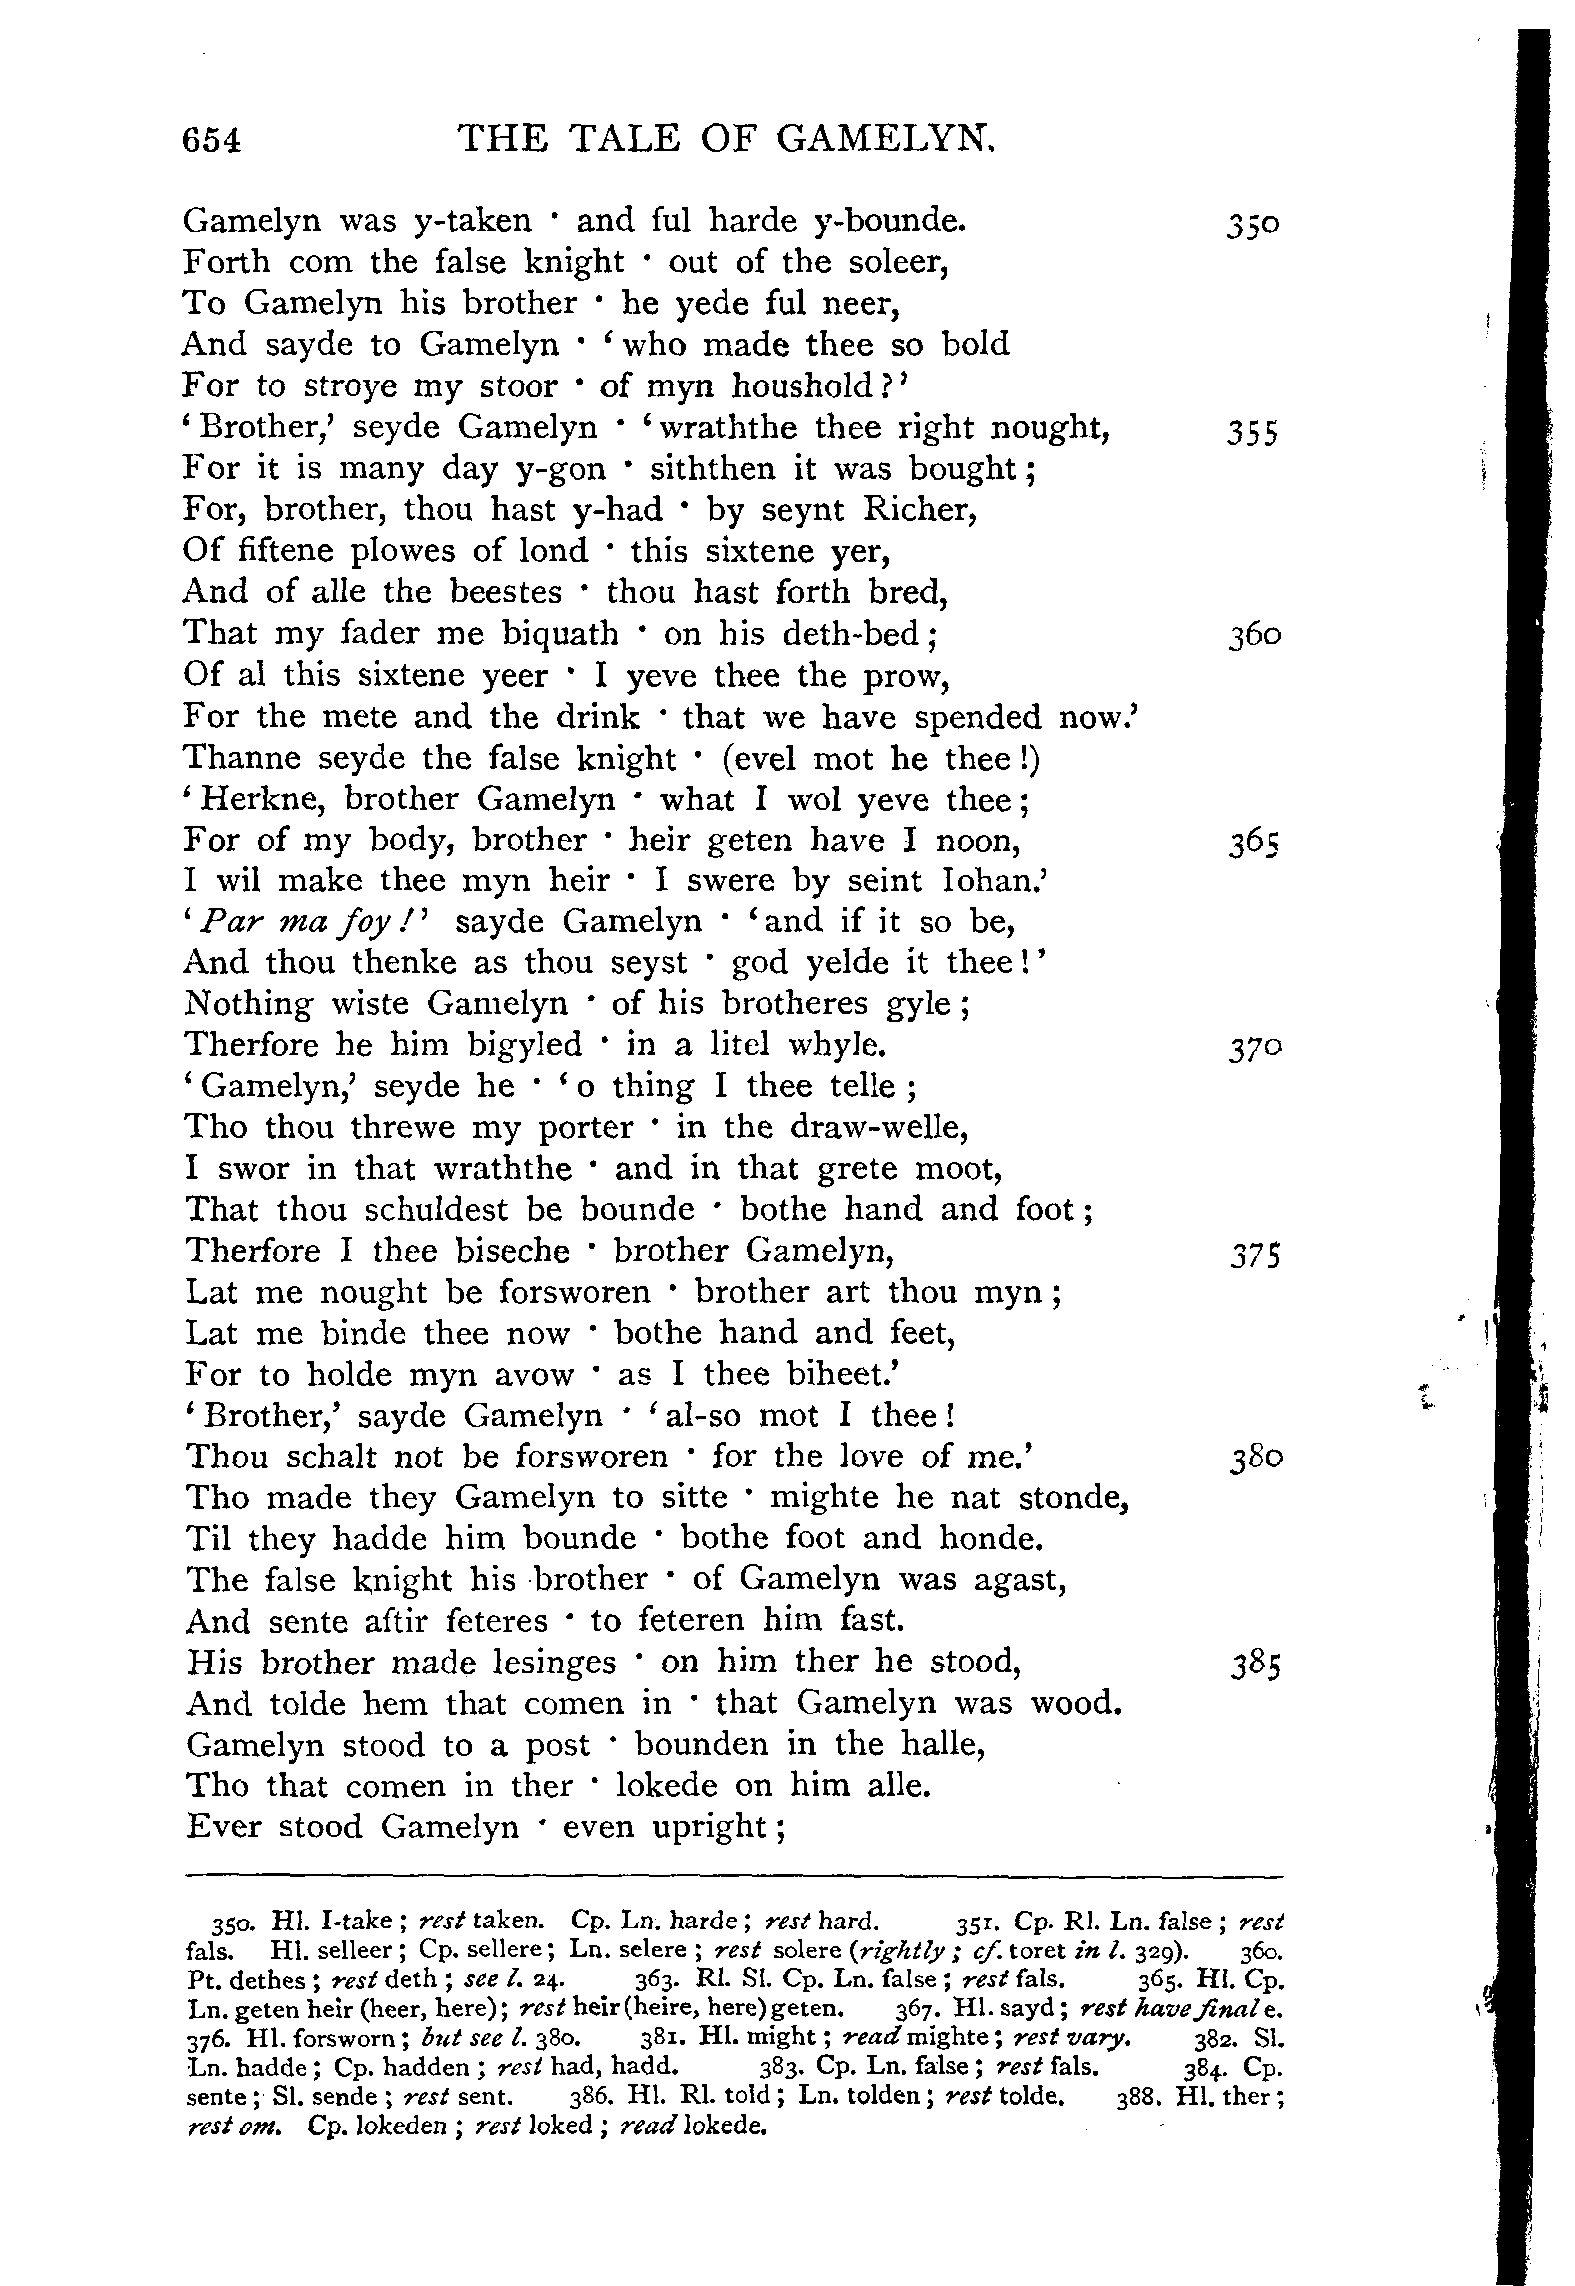 654 THE TALE OF GAMELYN.
Gamelyn was y-taken · and ful harde y-bounde. 350
Forth com the false knight · out of the soleer,
To Gamelyn his brother · he yede ful neer,
And sayde to Gamelyn · ‘who made thee so bold
For to stroye my stoor · of myn houshold?’
‘Brother,’ seyde Gamelyn · ‘wraththe thee right nought, 355
For it is many day y-gon · siththen it was bought;
For, brother, thou hast y-had · by seynt Richer,
Of fiftene plowes of lond · this sixtene yer,
And of alle the beestes · thou hast forth bred,
That my fader me biquath · on his deth-bed; 360
Of al this sixtene yeer · I yeve thee the prow,
For the mete and the drink · that we have spended now.’
Thanne seyde the false knight · (evel mot he thee!)
‘Herkne, brother Gamelyn · what I wol yeve thee;
For of my body, brother · heir geten have I noon, 365
I wil make thee myn heir · I swere by seint Iohan.’
‘Par ma foy!’ sayde Gamelyn · ‘and if it so be,
And thou thenke as thou seyst · god yelde it thee!’
Nothing wiste Gamelyn · of his brotheres gyle;
Therfore he him bigyled · in a litel whyle. 370
‘Gamelyn,’ seyde he · ‘o thing I thee telle;
Tho thou threwe my porter · in the draw-welle,
I swor in that wraththe · and in that grete moot,
That thou schuldest be bounde · bothe hand and foot;
Therfore I thee biseche · brother Gamelyn, 375
Lat me nought be forsworen · brother art thou myn;
Lat me binde thee now · bothe hand and feet,
For to holde myn avow · as I thee biheet.’
‘Brother,’ sayde Gamelyn · ‘al-so mot I thee!
Thou schalt not be forsworen · for the love of me.’ 380
Tho made they Gamelyn to sitte · mighte he nat stonde,
Til they hadde him bounde · bothe foot and honde.
The false knight his brother · of Gamelyn was agast,
And sente aftir feteres · to feteren him fast.
His brother made lesinges · on him ther he stood, 385
And tolde hem that comen in · that Gamelyn was wood.
Gamelyn stood to a post · bounden in the halle,
Tho that comen in ther · lokede on him alle.
Ever stood Gamelyn · even upright;
350. Hl. I-take; rest taken. Cp. Ln. harde; rest hard. 351. Cp. Rl. Ln. false; rest
fals. Hl. selleer; Cp. sellere; Ln. selere; rest solere (rightly; cf. toret in l. 329). 360.
Pt. dethes; rest deth; see l. 24. 363. Rl. Sl. Cp. Ln. false; rest fals. 365. Hl. Cp.
Ln. geten heir (heer, here); rest heir (heire, here) geten. 367. Hl. sayd; rest have final e.
376. Hl. forsworn; but see l. 380. 381. Hl. might; read mighte; rest vary. 382. Sl.
Ln. hadde; Cp. hadden; rest had, hadd. 383. Cp. Ln. false; rest fals. 384. Cp.
sente; Sl. sende; rest sent. 386. Hl. Rl. told; Ln. tolden; rest tolde. 388. Hl. ther;
rest om. Cp. lokeden; rest loked; read lokede.